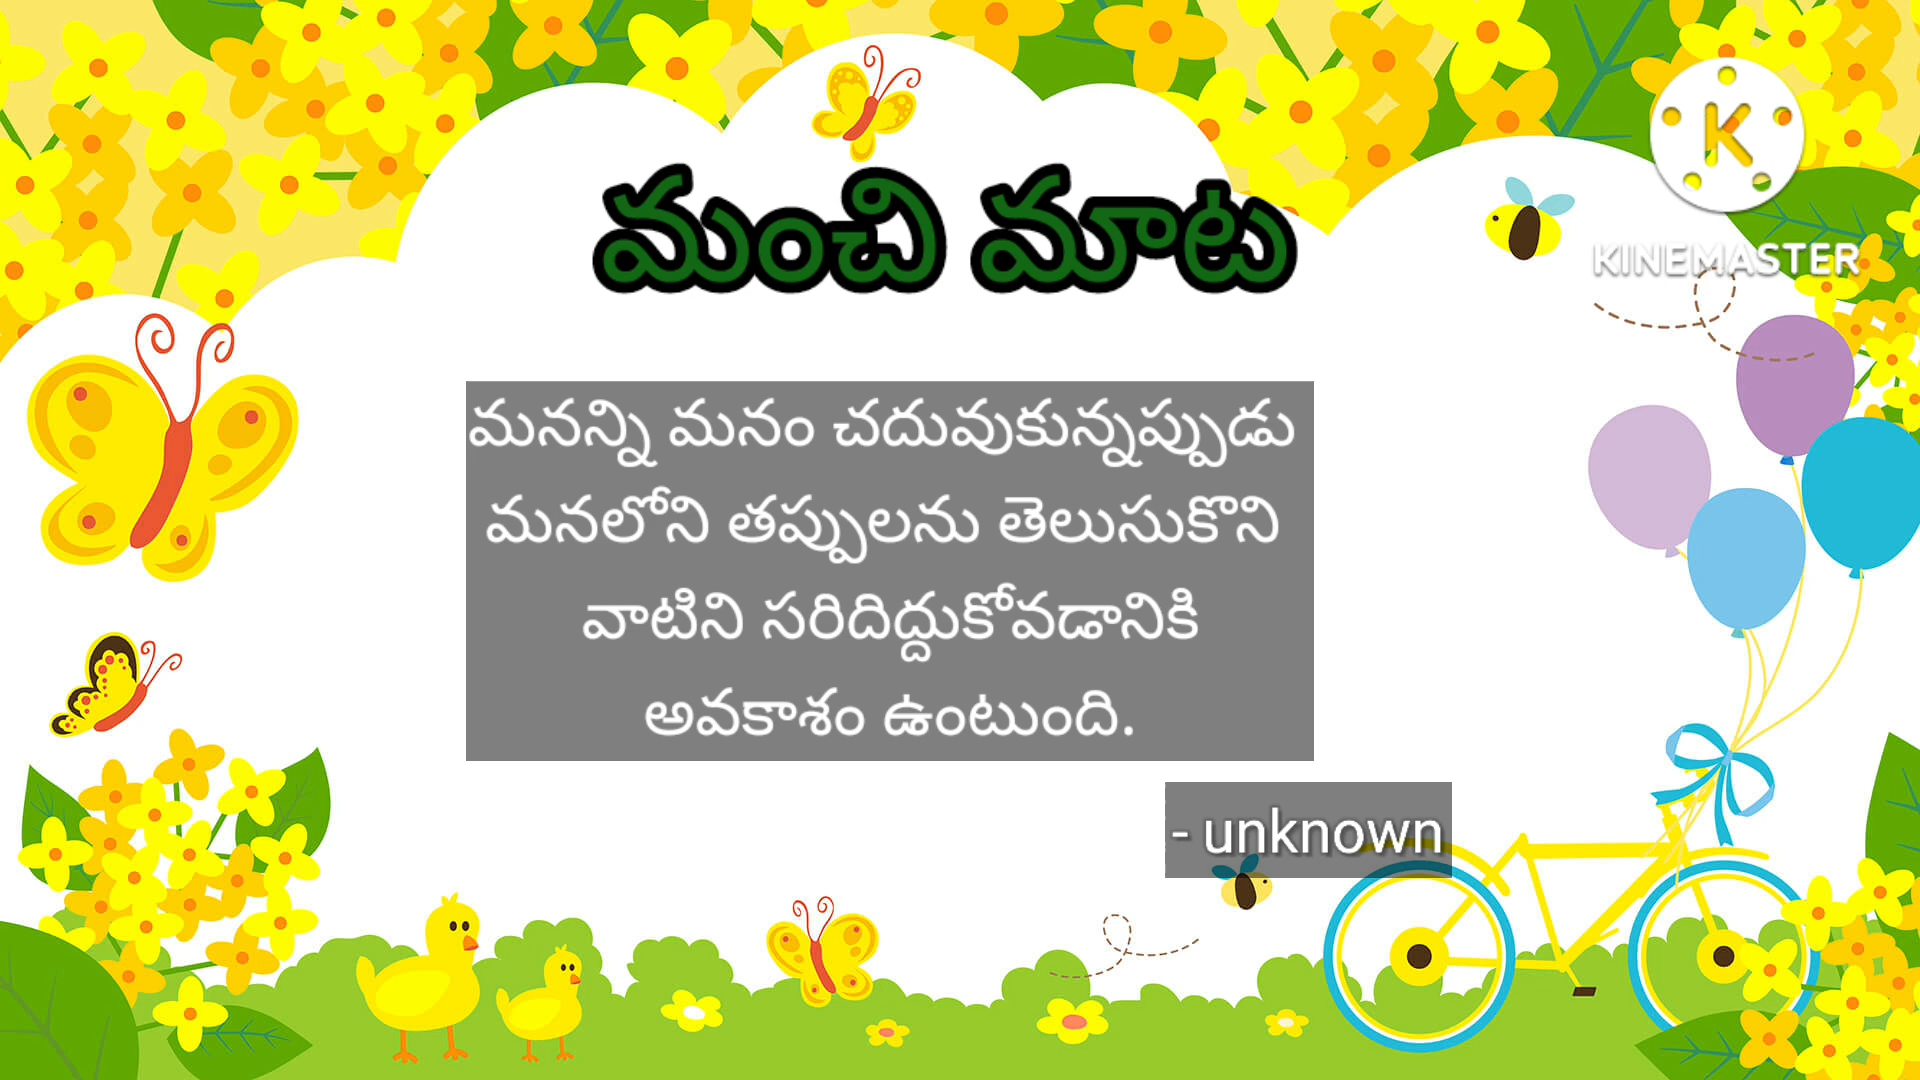 మంచి మాట
K
KINEMASTER
మనన్ని మనం చదువుకున్నప్పుడు
మనలోని తప్పులను తెలుసుకొని
వాటిని సరిదిద్దుకోవడానికి
అవకాశం ఉంటుంది.
- unknown